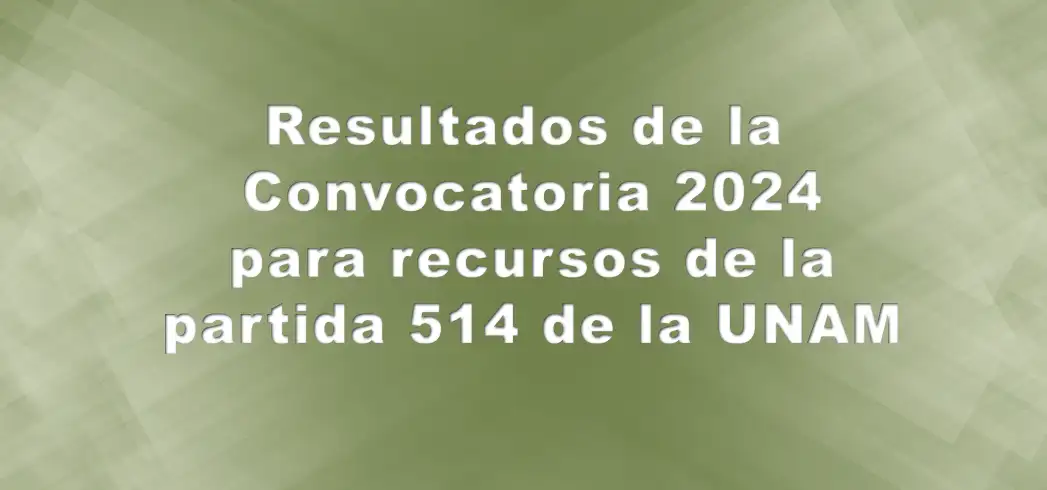 Resultados de la
Convocatoria 2024
para recursos de la
partida 514 de la UNAM